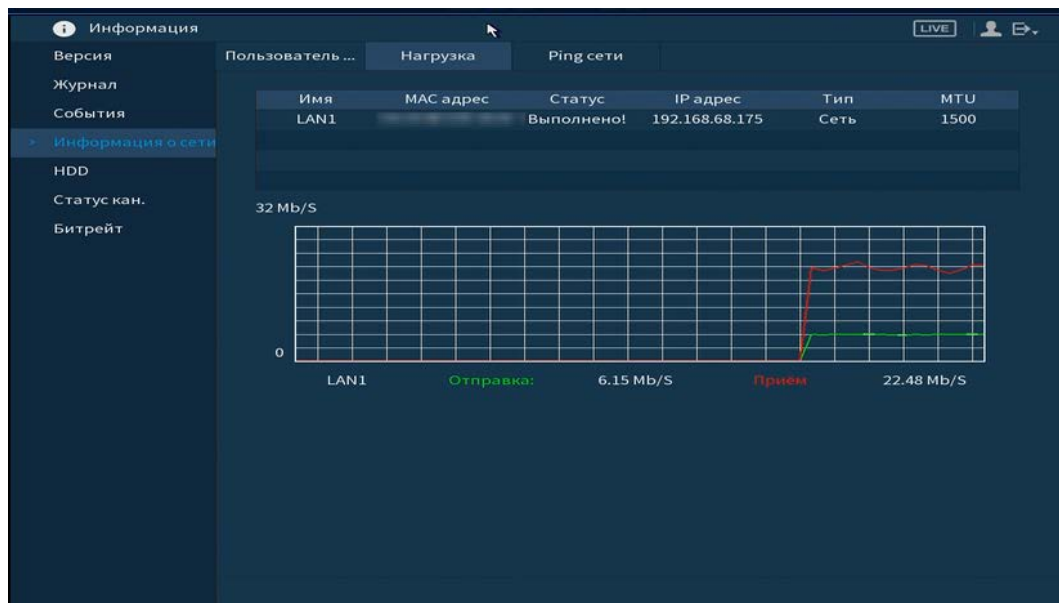 Информация LIVE
Версия
Журнал
События
Информация о сети
HDD
Статус кан.
Битрейт
Пользователь ... Нагрузка Ping сети
Имя MAC адрес Статус IP адрес Тип MTU
LAN1 Выполнено! 192.168.68.175 Сеть 1500
32 Mb/S
0
LAN1 Отправка: 6.15 Mb/S Приём 22.48 Mb/S